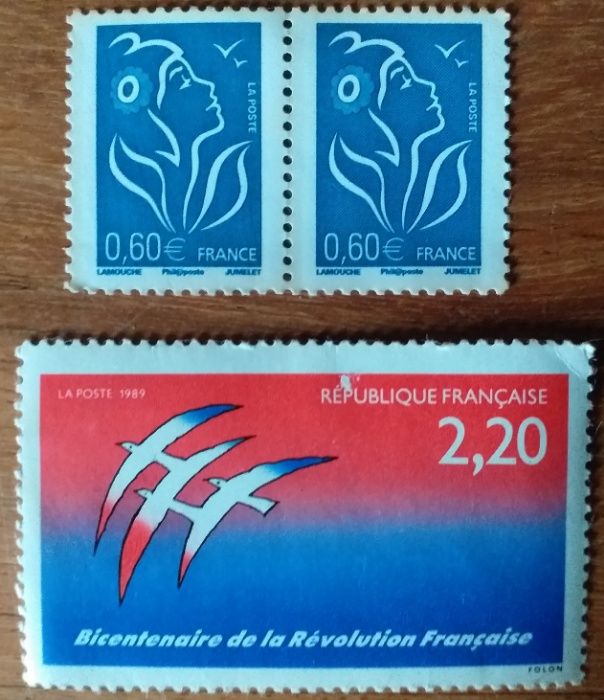 LA POSTE
0,60€ FRANCE
LAMOUCHE Phil@poste JUMELET
LA POSTE
0,60€ FRANCE
LAMOUCHE Phil@poste JUMELET
LA POSTE 1989
RÉPUBLIQUE FRANÇAISE
2,20
Bicentenaire de la Révolution Française
FOLON